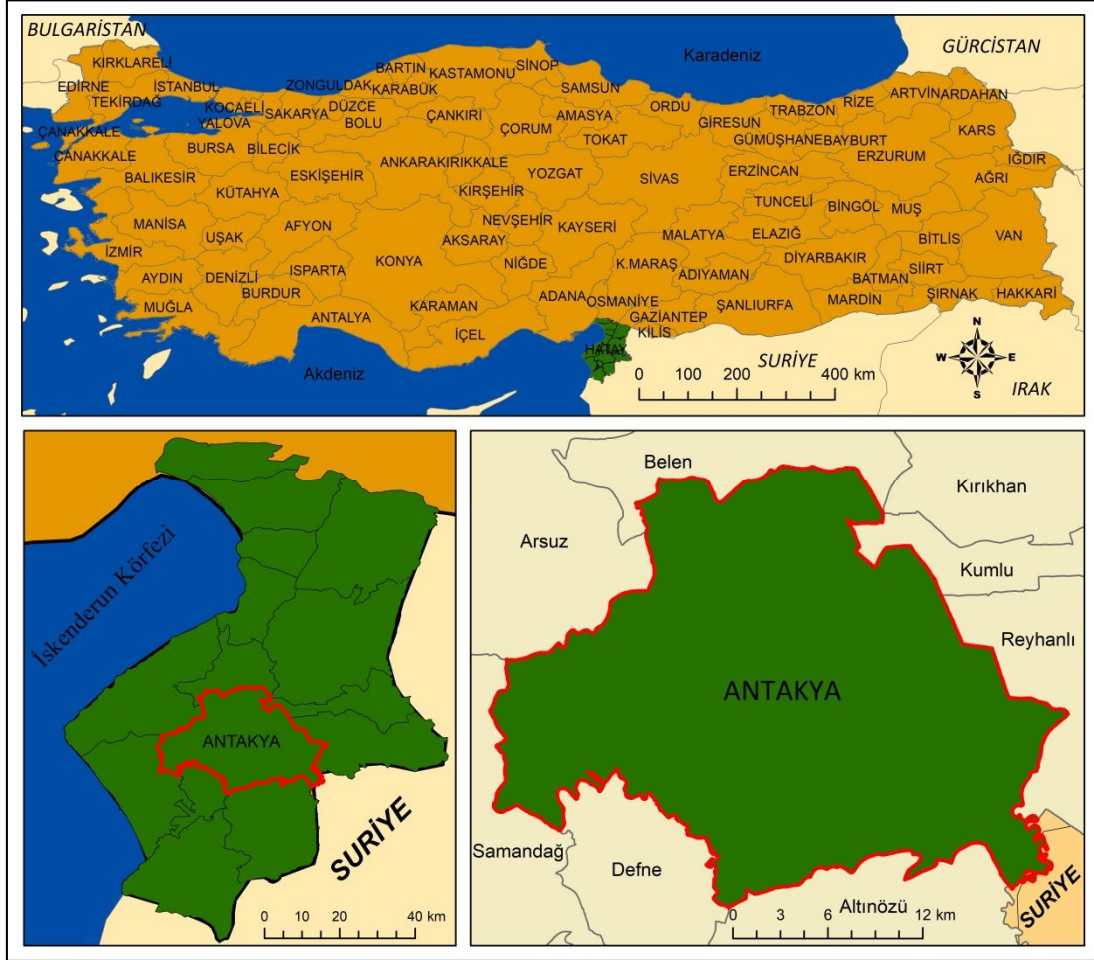 BULGARİSTAN
GÜRCİSTAN
Karadeniz
KIRKLARELİ
EDİRNE
TEKİRDAĞ
İSTANBUL
KOCAELİ
YALOVA
SAKARYA
ZONGULDAK
DÜZCE
BOLU
BARTIN
KARABÜK
KASTAMONU
SİNOP
SAMSUN
ORDU
GİRESUN
TRABZON
RİZE
ARTVİN
ARDAHAN
ÇANAKKALE
ÇANAKKALE
BURSA
BİLECİK
ÇANKIRI
ÇORUM
AMASYA
TOKAT
GÜMÜŞHANE
BAYBURT
KARS
ERZURUM
IĞDIR
BALIKESİR
KÜTAHYA
ESKİŞEHİR
ANKARA
KIRIKKALE
YOZGAT
SİVAS
ERZİNCAN
AĞRI
KIRŞEHİR
TUNCELİ
BİNGÖL
MUŞ
MANİSA
UŞAK
AFYON
NEVŞEHİR
KAYSERİ
MALATYA
ELAZIĞ
BİTLİS
VAN
İZMİR
AKSARAY
KONYA
NİĞDE
K.MARAŞ
ADIYAMAN
DİYARBAKIR
BATMAN
SİİRT
AYDIN
DENİZLİ
ISPARTA
BURDUR
MUĞLA
ANTALYA
KARAMAN
İÇEL
ADANA
OSMANİYE
GAZİANTEP
KİLİS
ŞANLIURFA
MARDİN
ŞIRNAK
HAKKARİ
HATAY
Akdeniz
SURİYE
IRAK
N
W
E
S
0 100 200 400 km
İskenderun Körfezi
ANTAKYA
SURİYE
0 10 20 40 km
Belen
Kırıkhan
Arsuz
Kumlu
Reyhanlı
ANTAKYA
Samandağ
Defne
Altınözü
SURİYE
0 3 6 12 km